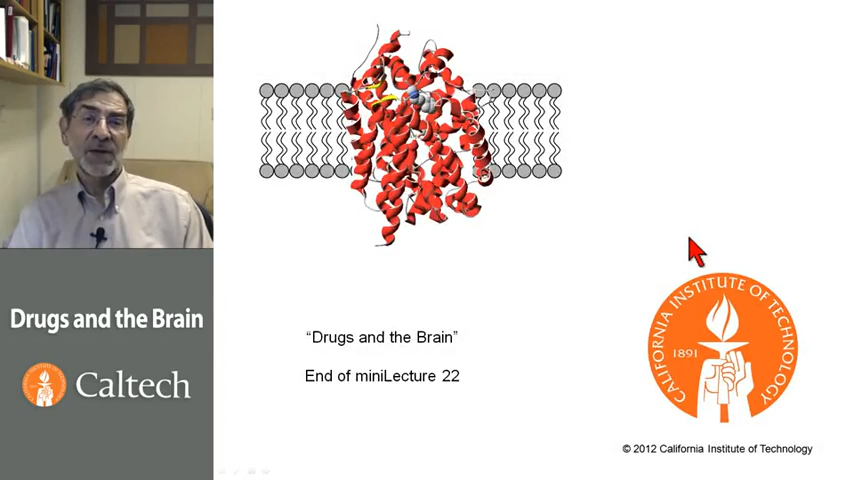 Drugs and the Brain
Caltech
“Drugs and the Brain”
End of miniLecture 22
CALIFORNIA INSTITUTE OF TECHNOLOGY
1891
© 2012 California Institute of Technology